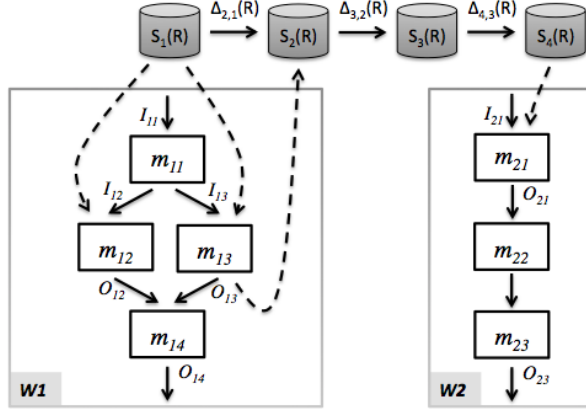 Δ2,1(R) Δ3,2(R) Δ4,3(R)
S1(R) S2(R) S3(R) S4(R)
I11 I21
m11 m21
I12 I13 O21
m12 m13 m22
O12 O13
m14 m23
W1 O14 W2 O23